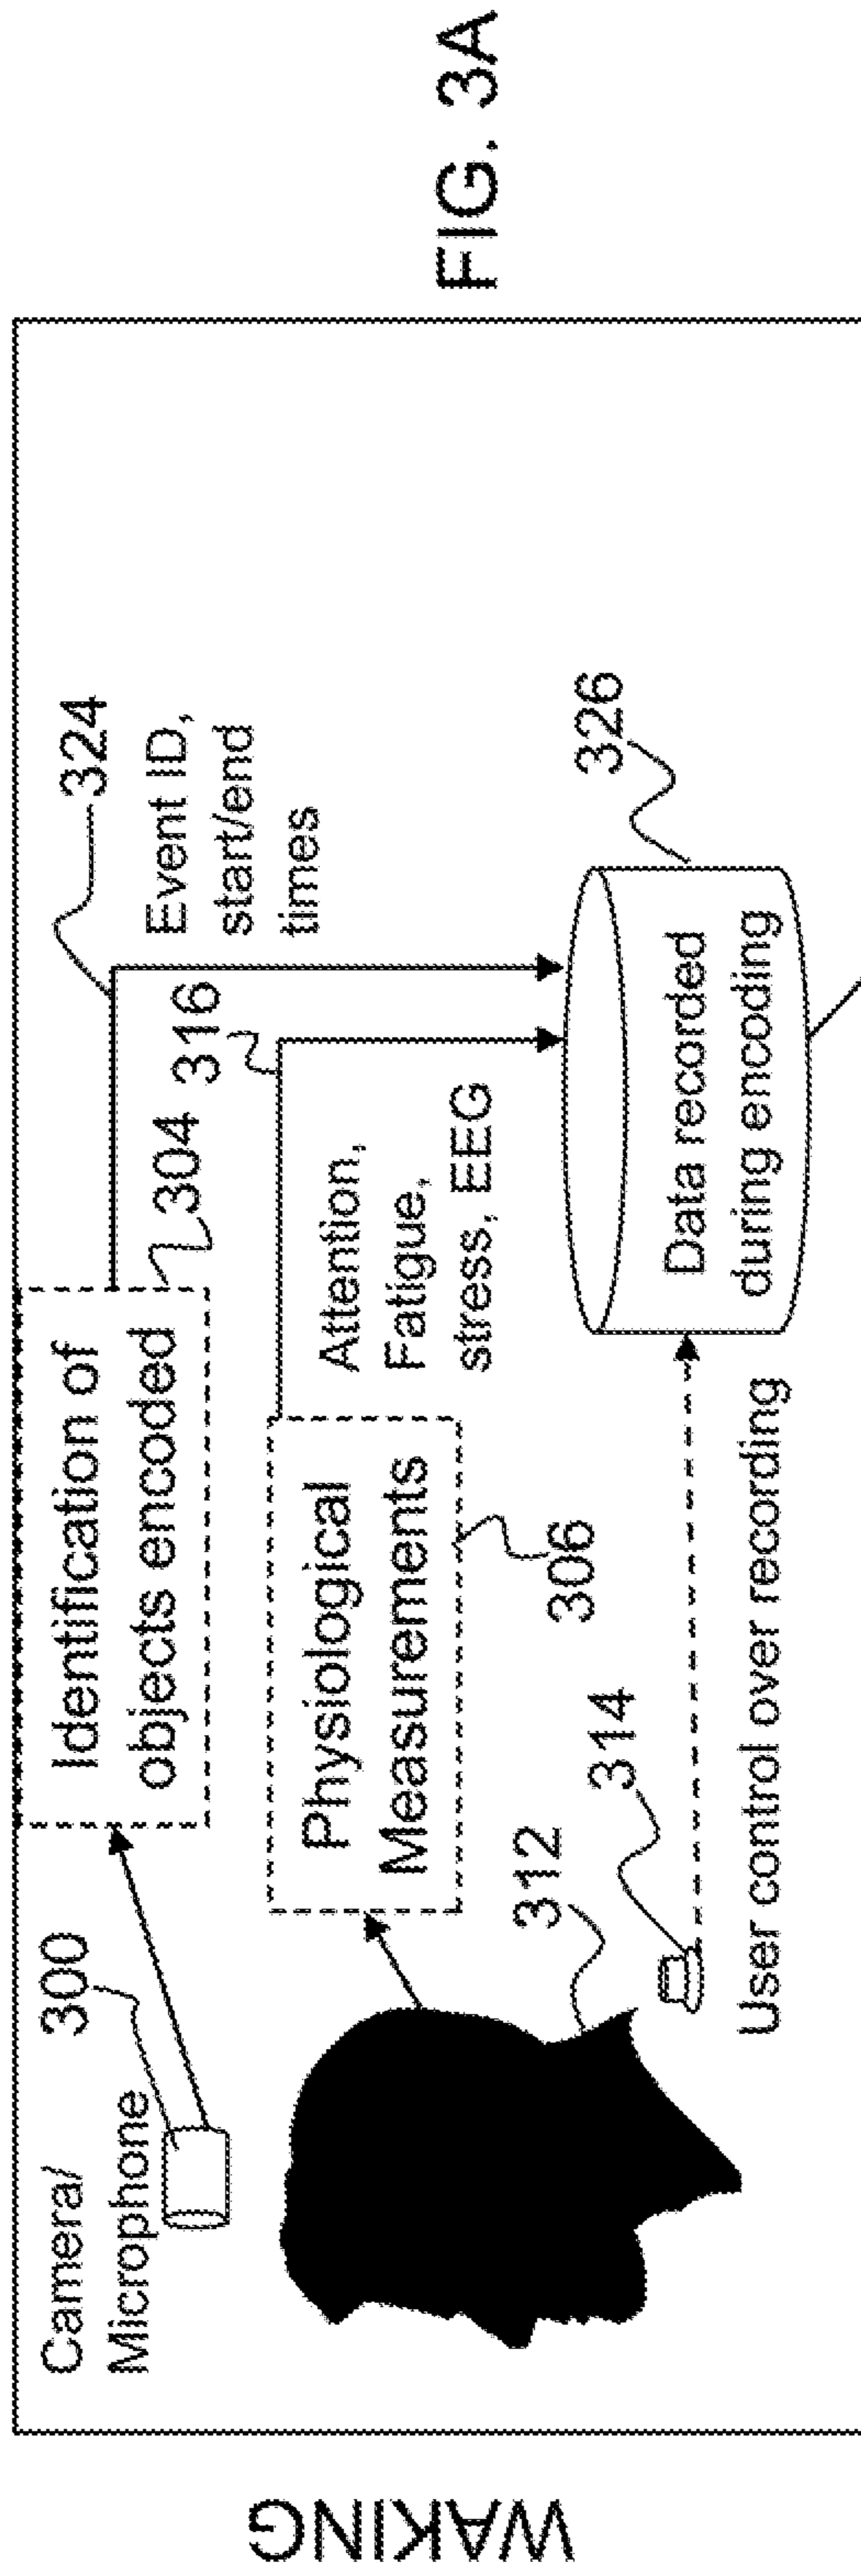 WAKING
Camera/
Microphone
300
Identification of
objects encoded
304
324
Event ID,
start/end
times
Physiological
Measurements
306
316
Attention,
Fatigue,
stress, EEG
312
314
User control over recording
Data recorded
during encoding
326
FIG. 3A